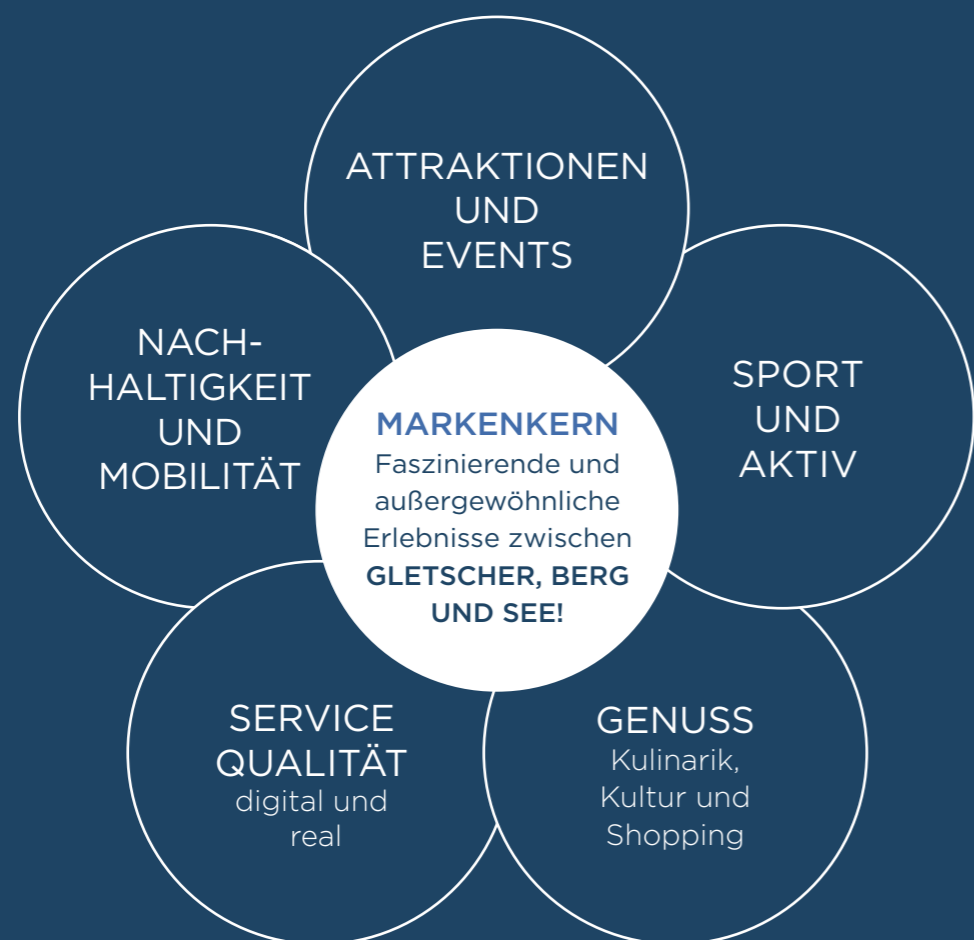 ATTRAKTIONEN
UND
EVENTS
NACH-
HALTIGKEIT
UND
MOBILITÄT
SPORT
UND
AKTIV
MARKENKERN
Faszinierende und
außergewöhnliche
Erlebnisse zwischen
GLETSCHER, BERG
UND SEE!
SERVICE
QUALITÄT
digital und
real
GENUSS
Kulinarik,
Kultur und
Shopping